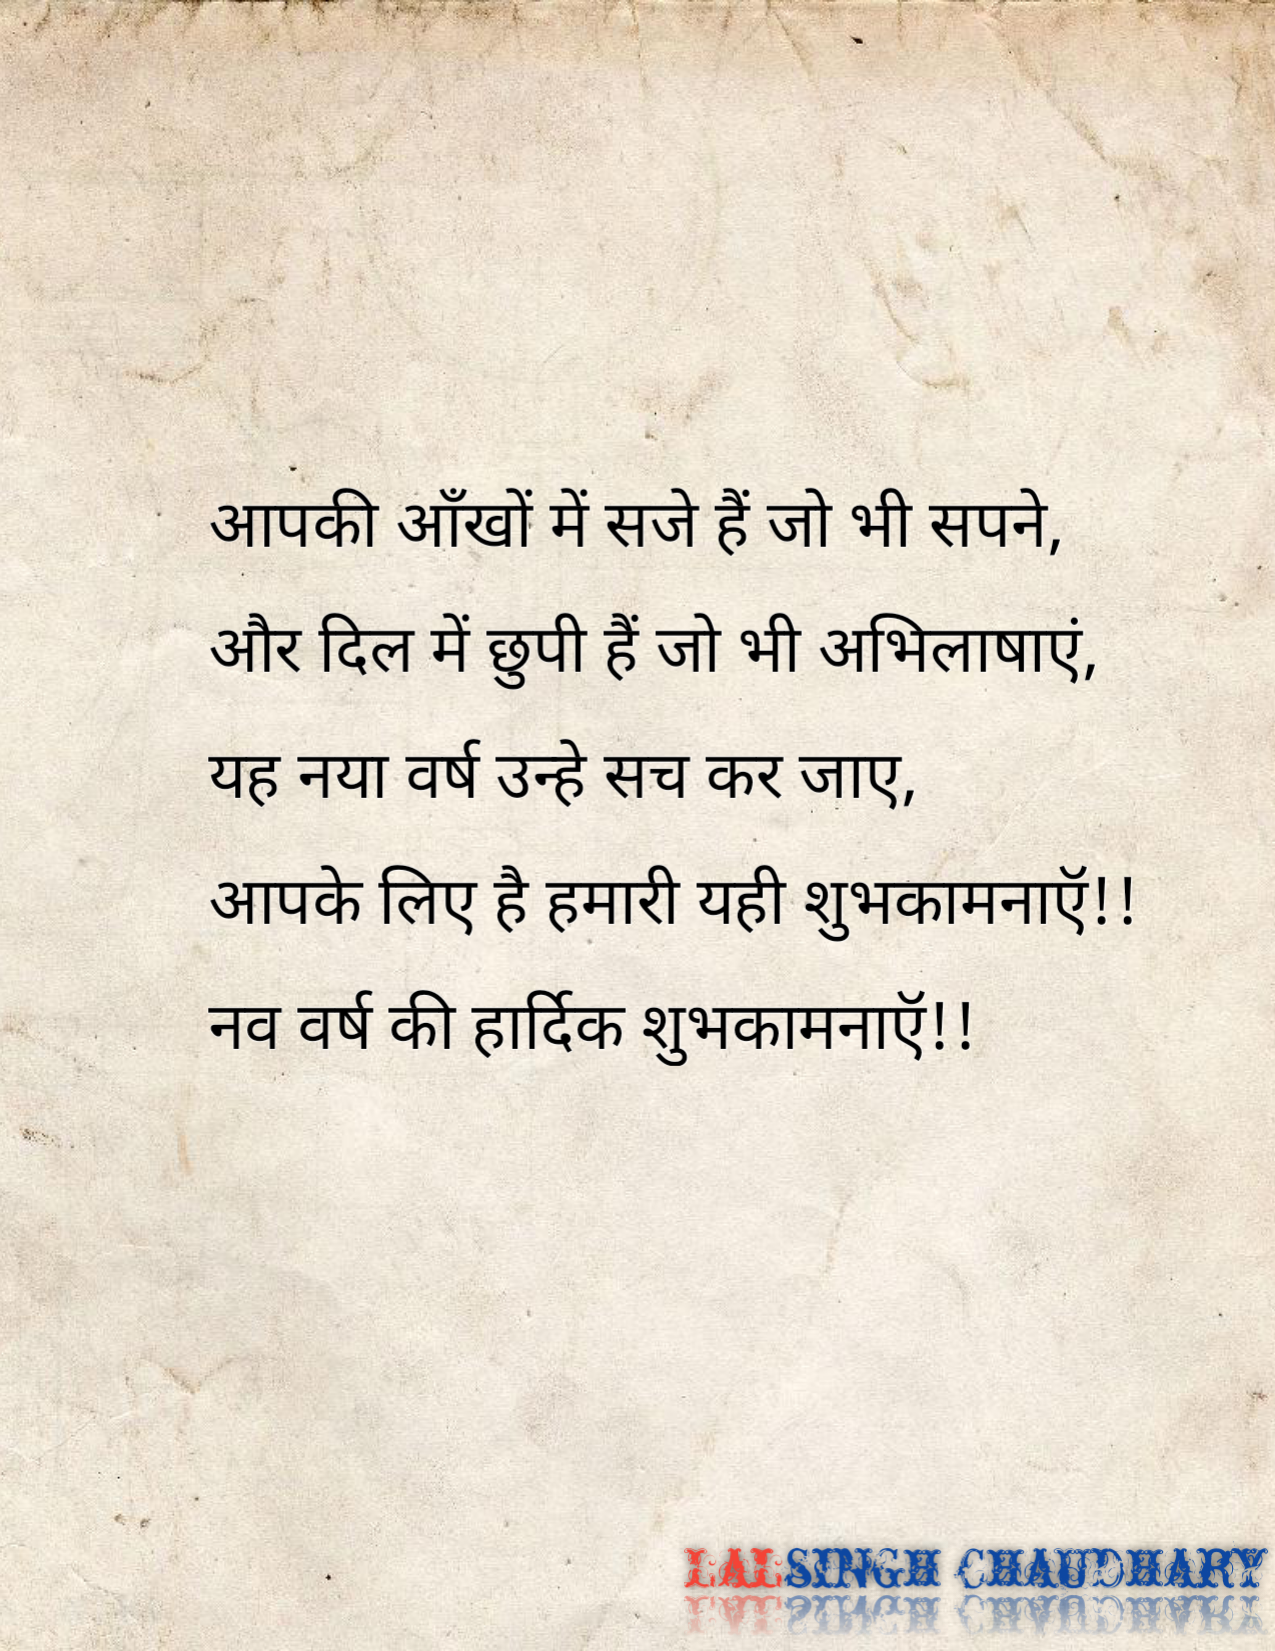 आपकी आँखों में सजे हैं जो भी सपने,
और दिल में छुपी हैं जो भी अभिलाषाएं,
यह नया वर्ष उन्हे सच कर जाए,
आपके लिए है हमारी यही शुभकामनाऍ!!
नव वर्ष की हार्दिक शुभकामनाऍ!!
LALSINGH CHAUDHARY